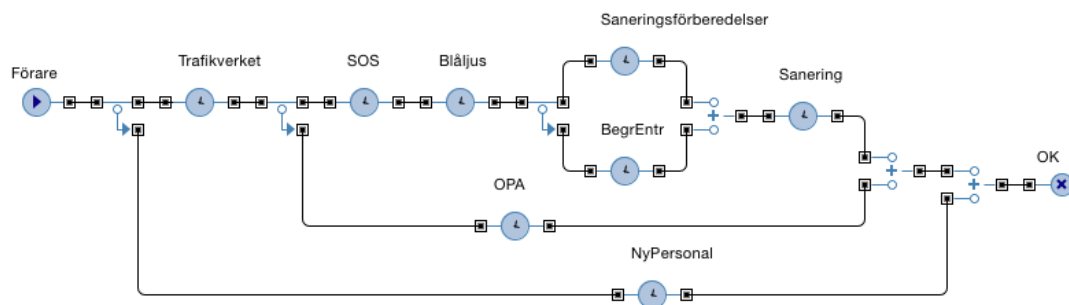 Förare
Trafikverket
SOS
Blåljus
Saneringsförberedelser
BegrEntr
Sanering
OPA
NyPersonal
OK